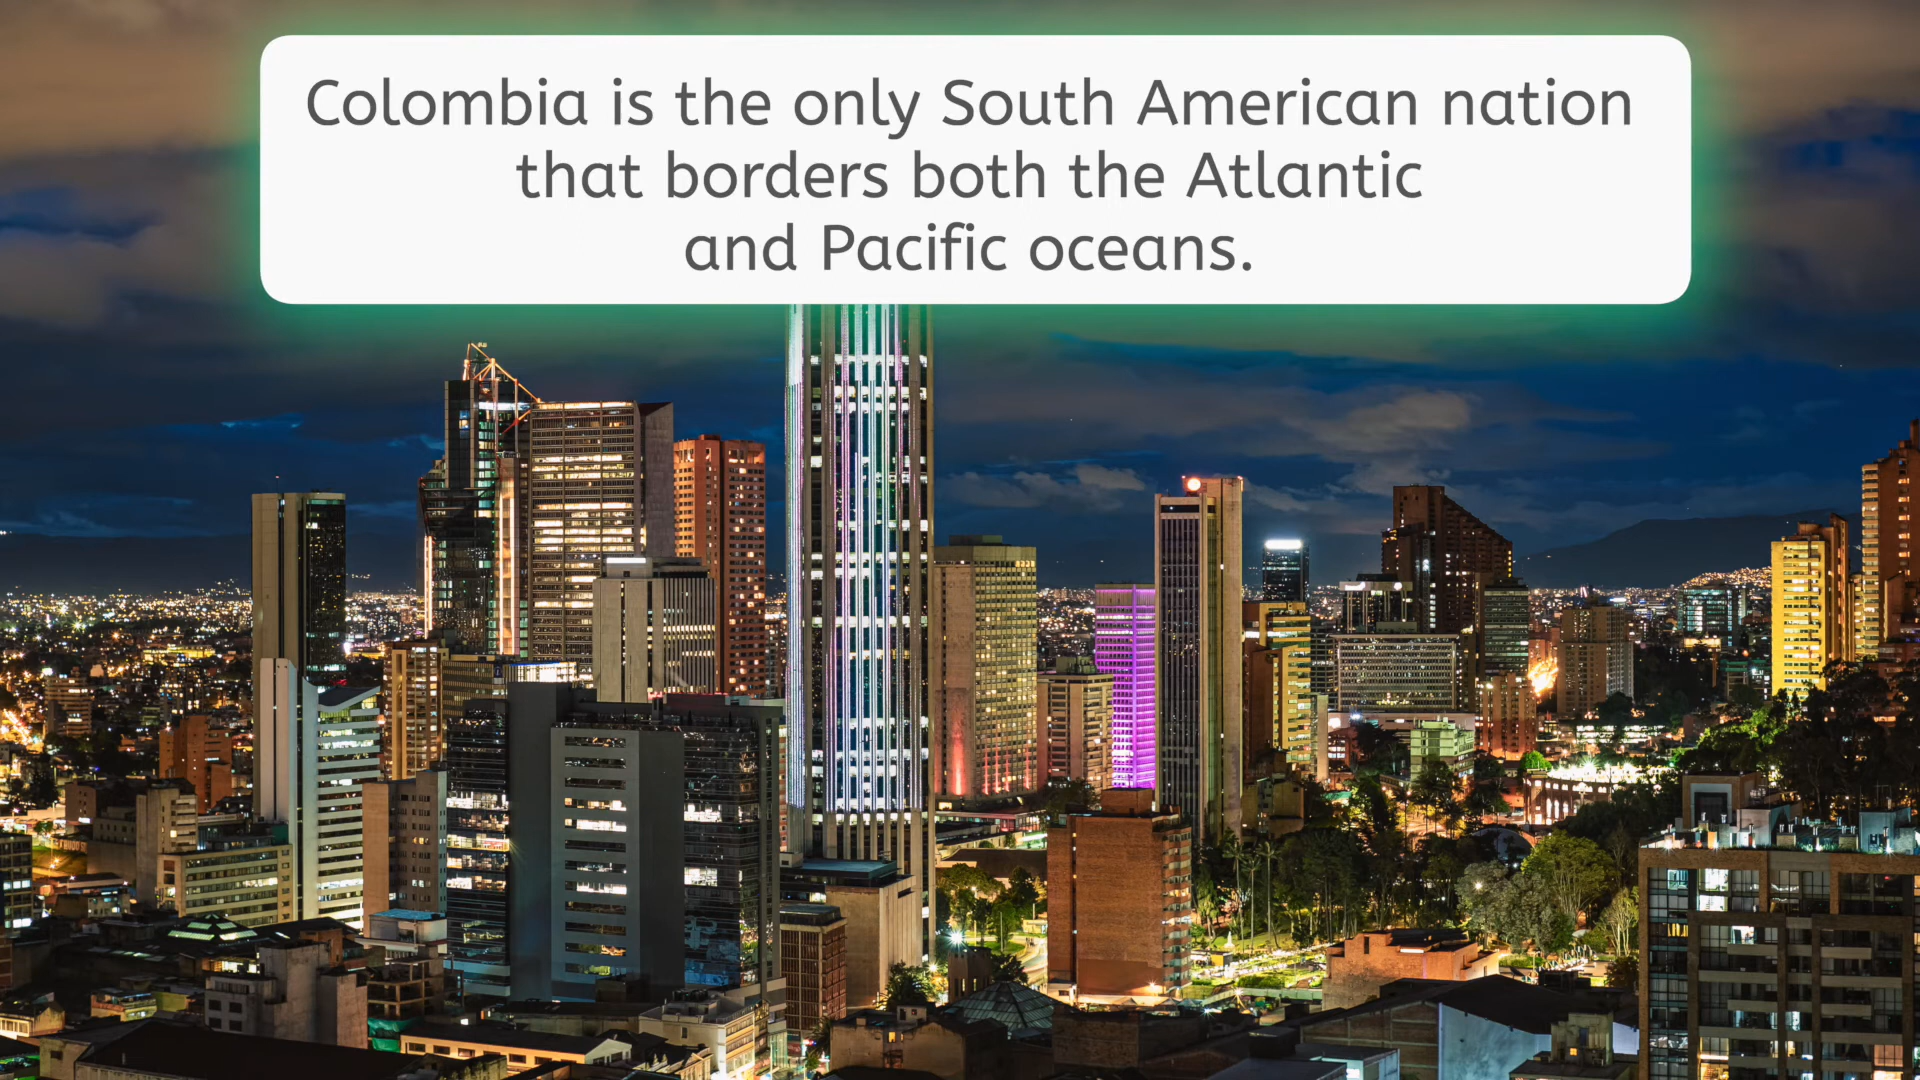 Colombia is the only South American nation
that borders both the Atlantic
and Pacific oceans.